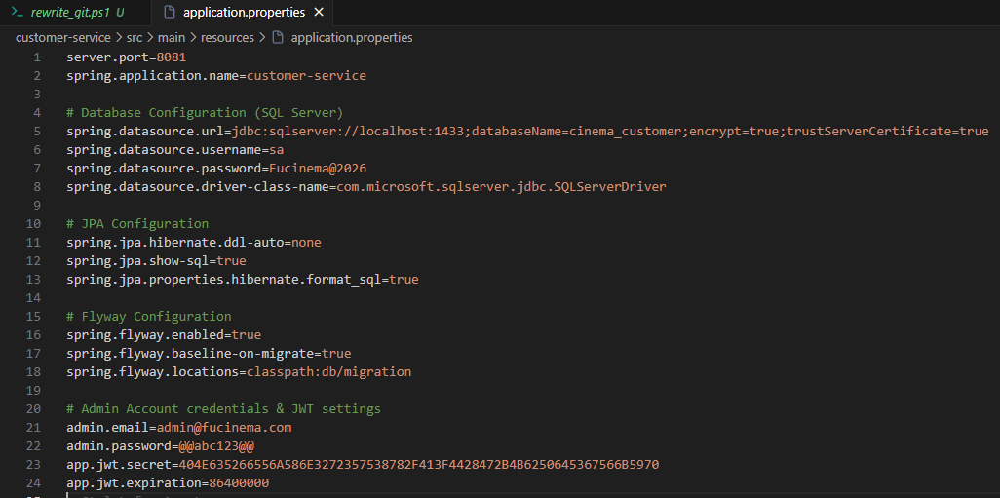 rewrite_git.ps1 U
application.properties
customer-service > src > main > resources > application.properties
1 server.port=8081
2 spring.application.name=customer-service
3
4 # Database Configuration (SQL Server)
5 spring.datasource.url=jdbc:sqlserver://localhost:1433;databaseName=cinema_customer;encrypt=true;trustServerCertificate=true
6 spring.datasource.username=sa
7 spring.datasource.password=Fucinema@2026
8 spring.datasource.driver-class-name=com.microsoft.sqlserver.jdbc.SQLServerDriver
9
10 # JPA Configuration
11 spring.jpa.hibernate.ddl-auto=none
12 spring.jpa.show-sql=true
13 spring.jpa.properties.hibernate.format_sql=true
14
15 # Flyway Configuration
16 spring.flyway.enabled=true
17 spring.flyway.baseline-on-migrate=true
18 spring.flyway.locations=classpath:db/migration
19
20 # Admin Account credentials & JWT settings
21 admin.email=admin@fucinema.com
22 admin.password=@@abc123@@
23 app.jwt.secret=404E635266556A586E3272357538782F413F4428472B4B6250645367566B5970
24 app.jwt.expiration=86400000